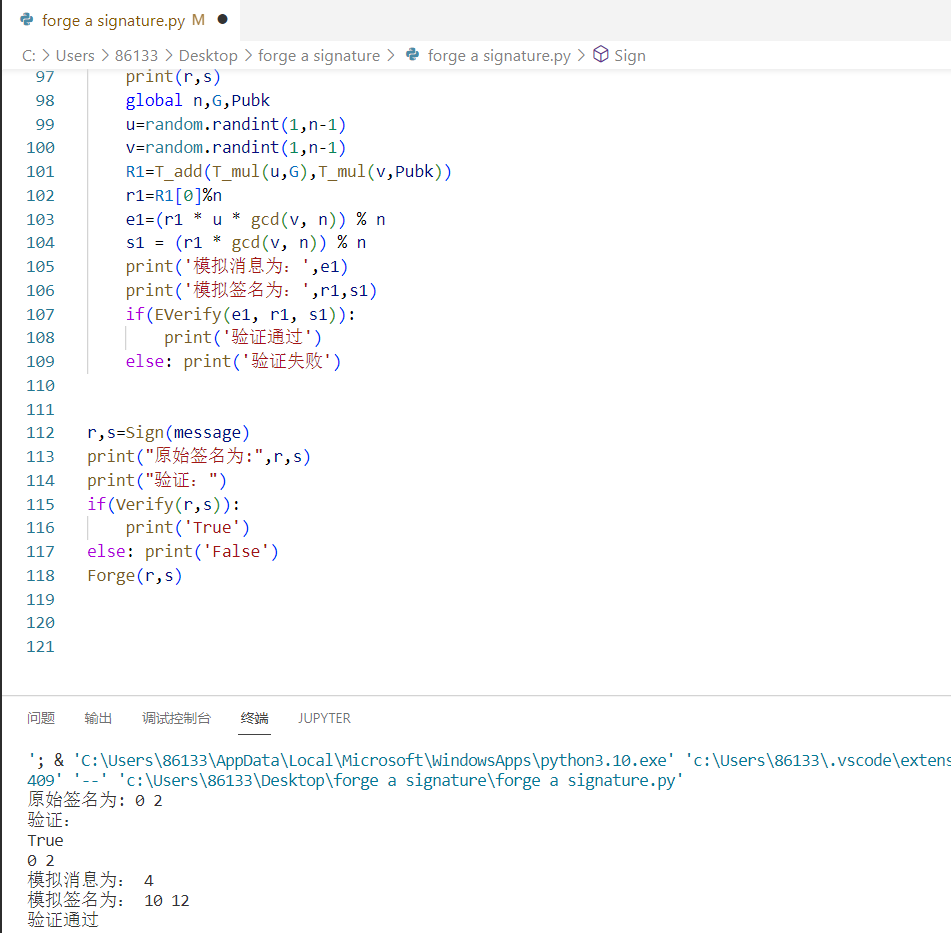 forge a signature.py M
C: > Users > 86133 > Desktop > forge a signature > forge a signature.py > Sign
97 print(r,s)
98 global n,G,Pubk
99 u=random.randint(1,n-1)
100 v=random.randint(1,n-1)
101 R1=T_add(T_mul(u,G),T_mul(v,Pubk))
102 r1=R1[0]%n
103 e1=(r1 * u * gcd(v, n)) % n
104 s1 = (r1 * gcd(v, n)) % n
105 print('模拟消息为：',e1)
106 print('模拟签名为：',r1,s1)
107 if(EVerify(e1, r1, s1)):
108 print('验证通过')
109 else: print('验证失败')
110
111
112 r,s=Sign(message)
113 print("原始签名为:",r,s)
114 print("验证：")
115 if(Verify(r,s)):
116 print('True')
117 else: print('False')
118 Forge(r,s)
119
120
121
问题 输出 调试控制台 终端 JUPYTER
'; & 'C:\Users\86133\AppData\Local\Microsoft\WindowsApps\python3.10.exe' 'c:\Users\86133\.vscode\extens
409' '--' 'c:\Users\86133\Desktop\forge a signature\forge a signature.py'
原始签名为: 0 2
验证：
True
0 2
模拟消息为： 4
模拟签名为： 10 12
验证通过